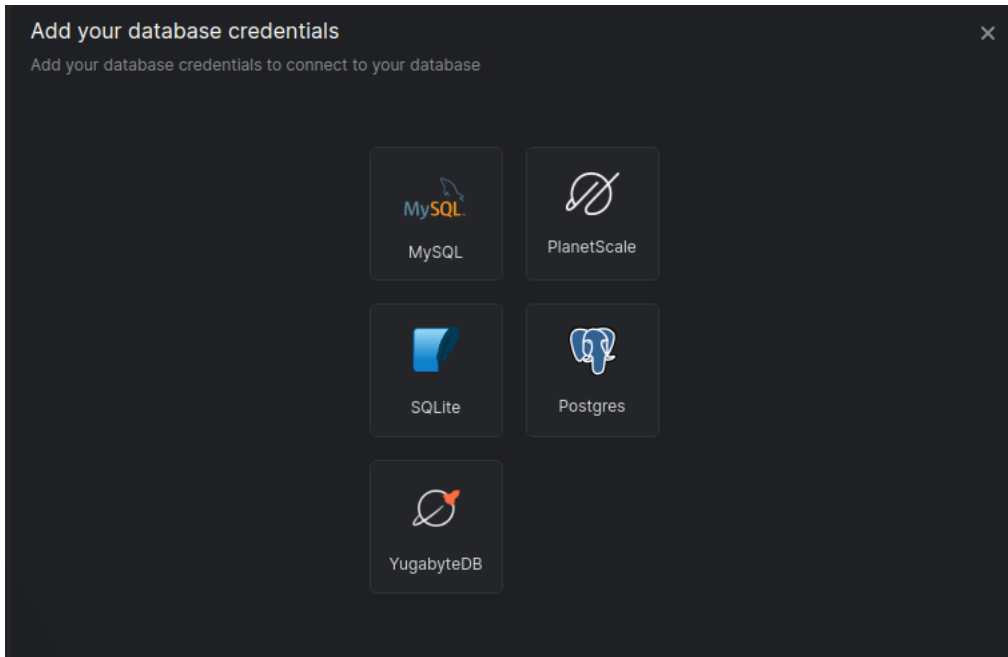 Add your database credentials
Add your database credentials to connect to your database
MySQL
MySQL
PlanetScale
SQLite
Postgres
YugabyteDB